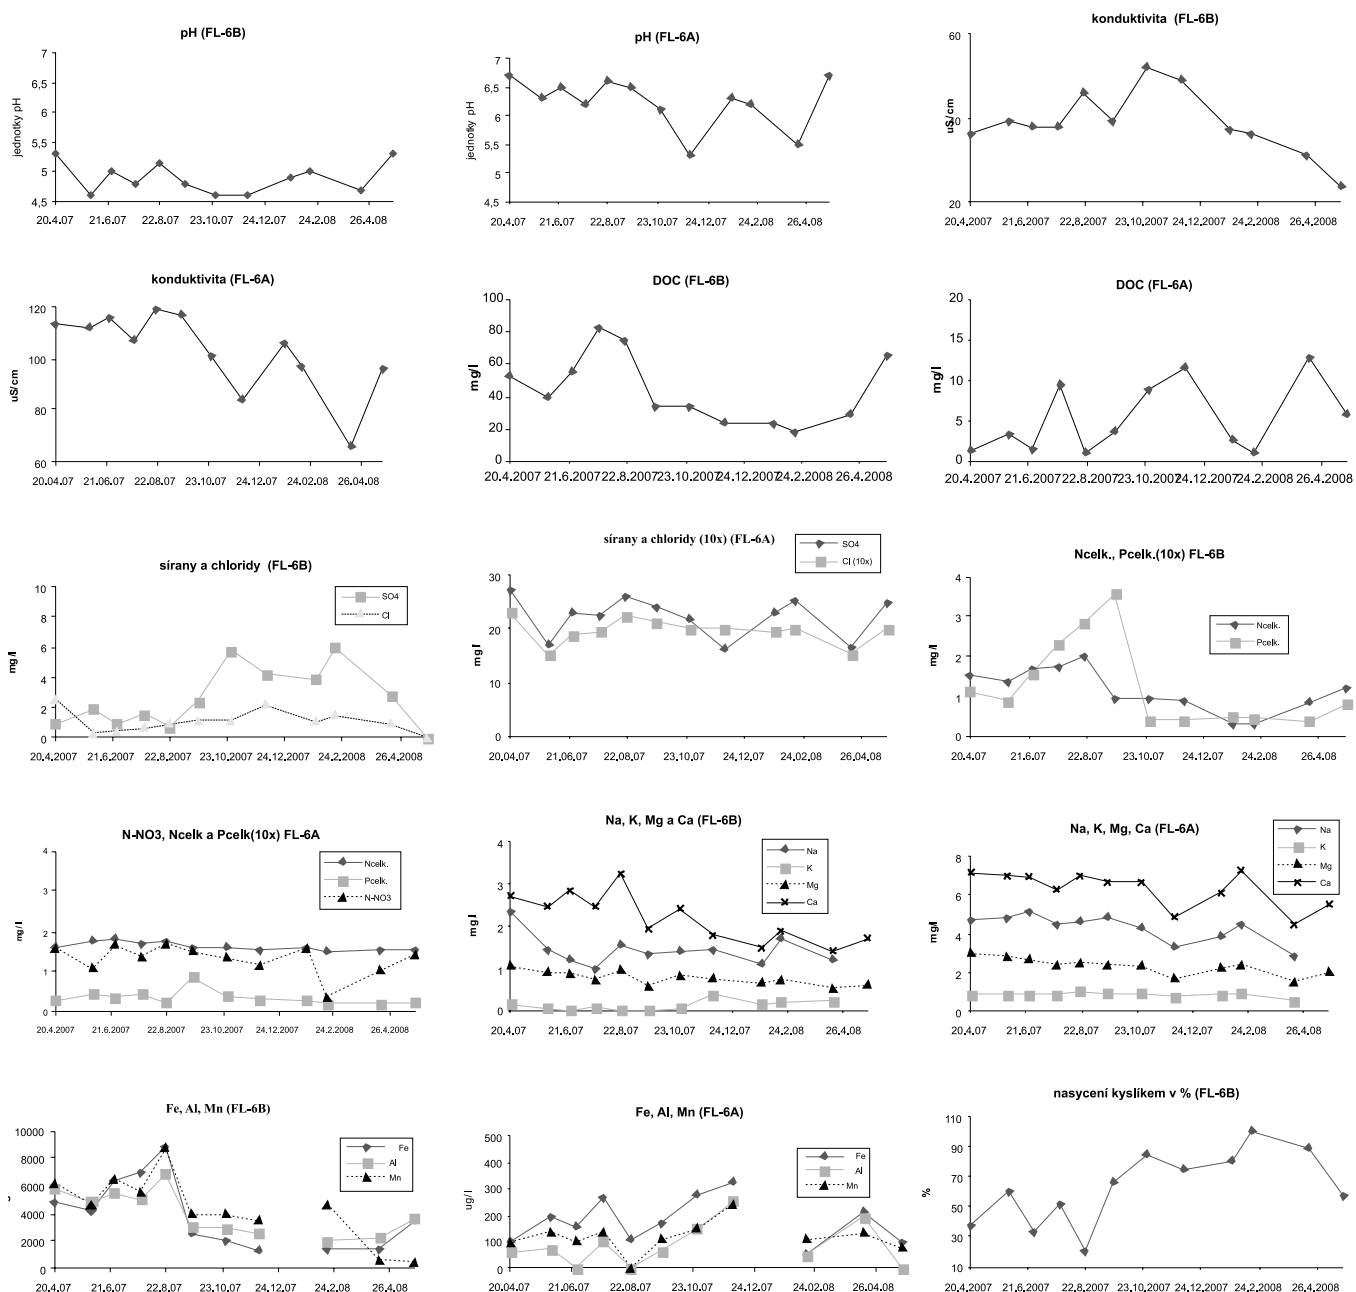 pH (FL-6B)
jednotky pH
7
6,5
6
5,5
5
4,5
20.4.07 21.6.07 22.8.07 23.10.07 24.12.07 24.2.08 26.4.08
pH (FL-6A)
jednotky pH
7
6,5
6
5,5
5
4,5
20.4.07 21.6.07 22.8.07 23.10.07 24.12.07 24.2.08 26.4.08
konduktivita (FL-6B)
uS/cm
60
40
20
20.4.2007 21.6.2007 22.8.2007 23.10.2007 24.12.2007 24.2.2008 26.4.2008
konduktivita (FL-6A)
uS/cm
120
100
80
60
20.04.07 21.06.07 22.08.07 23.10.07 24.12.07 24.02.08 26.04.08
DOC (FL-6B)
mg/l
100
80
60
40
20
0
20.4.2007 21.6.2007 22.8.2007 23.10.2007 24.12.2007 24.2.2008 26.4.2008
DOC (FL-6A)
mg/l
20
15
10
5
0
20.4.2007 21.6.2007 22.8.2007 23.10.2007 24.12.2007 24.2.2008 26.4.2008
sírany a chloridy (FL-6B)
SO4
Cl
mg/l
10
8
6
4
2
0
20.4.2007 21.6.2007 22.8.2007 23.10.2007 24.12.2007 24.2.2008 26.4.2008
sírany a chloridy (10x) (FL-6A)
SO4
Cl (10x)
mg/l
30
20
10
0
20.04.07 21.06.07 22.08.07 23.10.07 24.12.07 24.02.08 26.04.08
Ncelk., Pcelk.(10x) FL-6B
Ncelk.
Pcelk.
mg/l
4
3
2
1
0
20.4.07 21.6.07 22.8.07 23.10.07 24.12.07 24.2.08 26.4.08
N-NO3, Ncelk a Pcelk(10x) FL-6A
Ncelk.
Pcelk.
N-NO3
mg/l
4
3
2
1
0
20.4.2007 21.6.2007 22.8.2007 23.10.2007 24.12.2007 24.2.2008 26.4.2008
Na, K, Mg a Ca (FL-6B)
Na
K
Mg
Ca
mg/l
4
3
2
1
0
20.4.07 21.6.07 22.8.07 23.10.07 24.12.07 24.2.08 26.4.08
Na, K, Mg, Ca (FL-6A)
Na
K
Mg
Ca
mg/l
8
6
4
2
0
20.4.07 21.6.07 22.8.07 23.10.07 24.12.07 24.2.08 26.4.08
Fe, Al, Mn (FL-6B)
Fe
Al
Mn
10000
8000
6000
4000
2000
0
20.4.07 21.6.07 22.8.07 23.10.07 24.12.07 24.2.08 26.4.08
Fe, Al, Mn (FL-6A)
Fe
Al
Mn
ug/l
500
400
300
200
100
0
20.4.07 21.6.07 22.8.07 23.10.07 24.12.07 24.2.08 26.4.08
nasycení kyslíkem v % (FL-6B)
%
110
90
70
50
30
10
20.4.2007 21.6.2007 22.8.2007 23.10.2007 24.12.2007 24.2.2008 26.4.2008